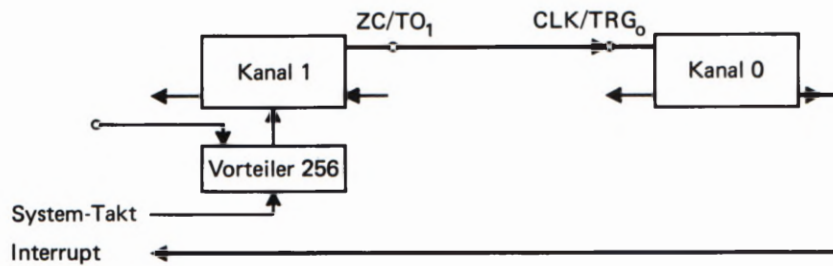 ZC/TO1
CLK/TRG0
Kanal 1
Kanal 0
Vorteiler 256
System-Takt
Interrupt